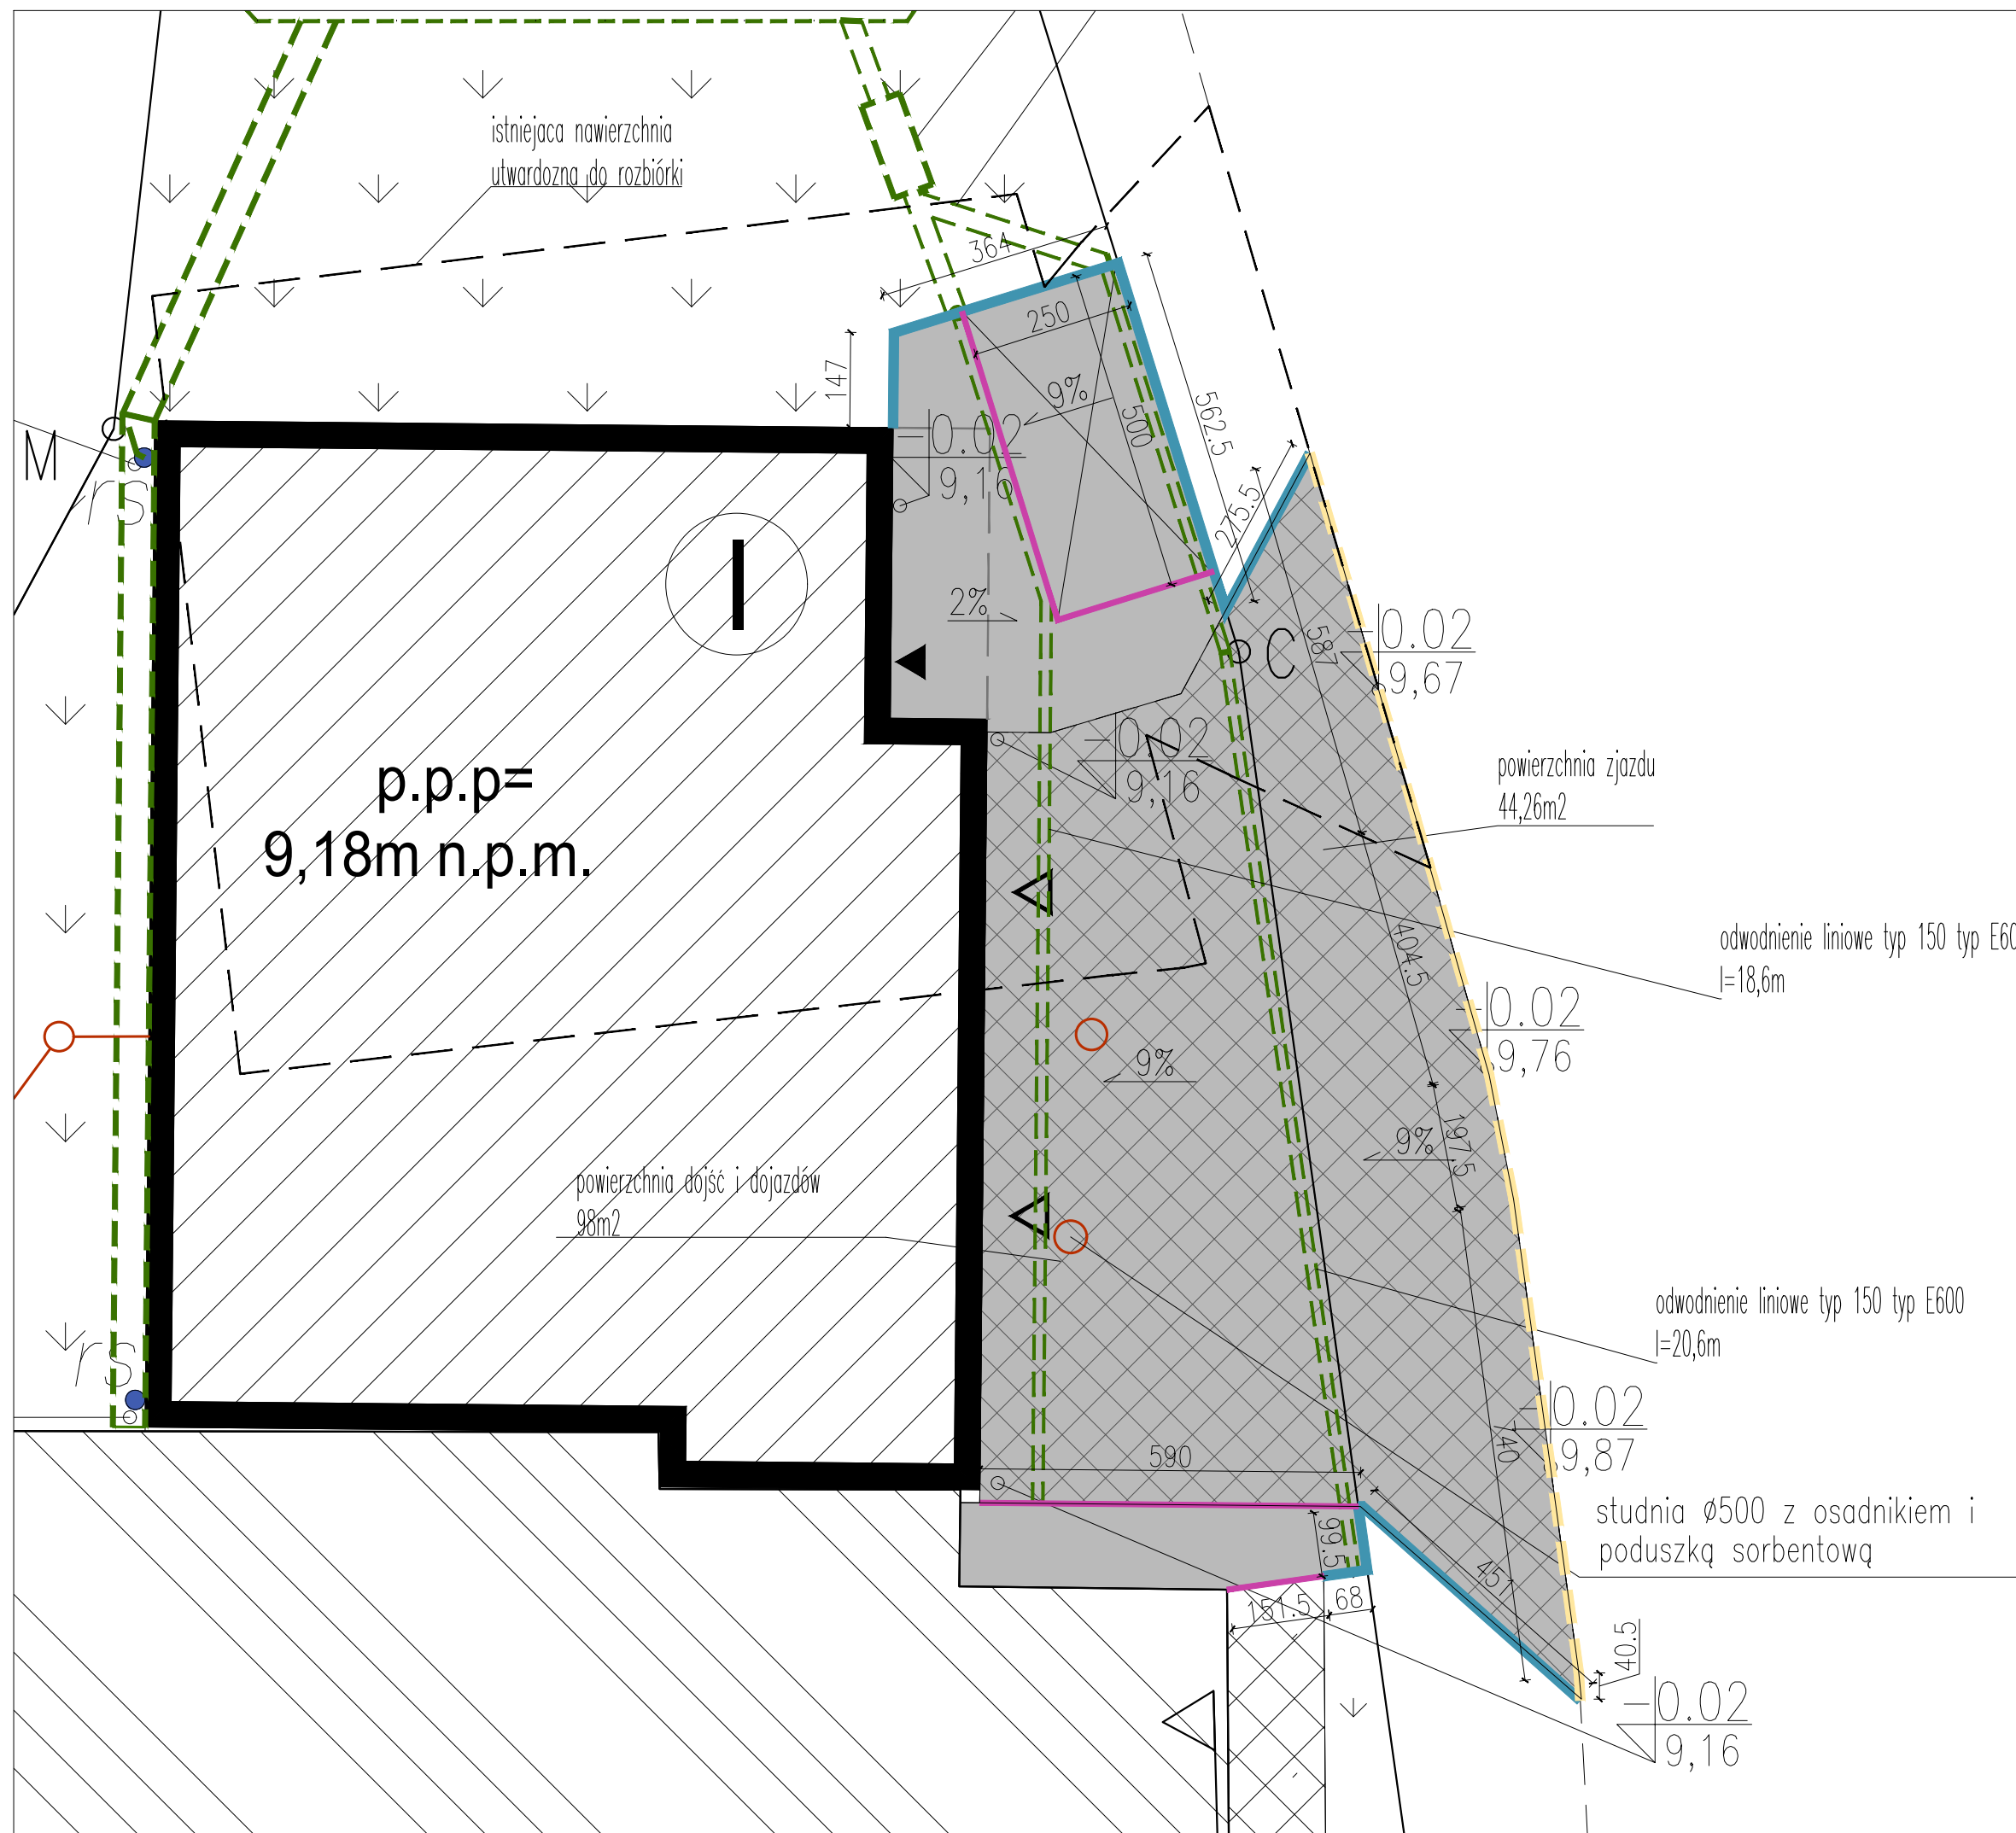 istniejaca nawierzchnia
utwardozna do rozbiórki
364
250
147
9%
500
562.5
-0.02
9,16
M
rs
I
275.5
2%
C
587
-0.02
9,67
-0.02
9,16
p.p.p=
9,18m n.p.m.
powierzchnia zjazdu
44,26m2
odwodnienie liniowe typ 150 typ E60
l=18,6m
404.5
-0.02
9,76
9%
9%
197.5
powierzchnia dojść i dojazdów
98m2
odwodnienie liniowe typ 150 typ E600
l=20,6m
rs
-0.02
9,87
740
590
studnia ø500 z osadnikiem i
poduszką sorbentową
99.5
451
151.5
68
40.5
-0.02
9,16